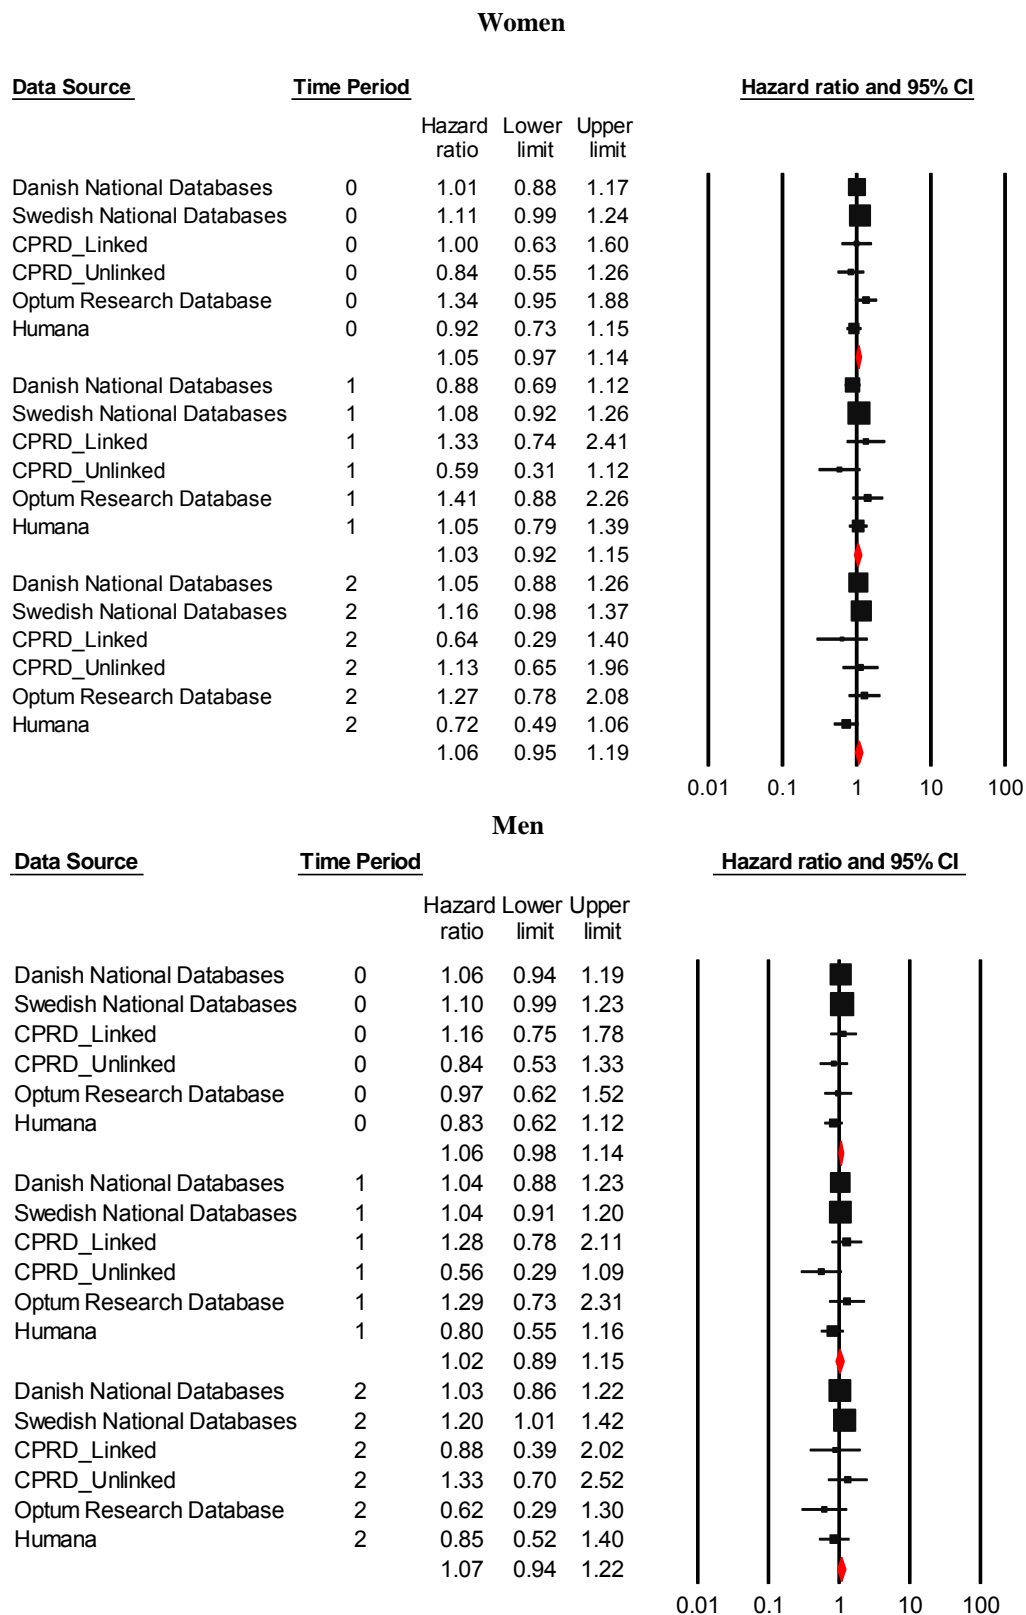 Women
Data Source Time Period Hazard ratio and 95% CI
Hazard Lower Upper
ratio limit limit
Danish National Databases 0 1.01 0.88 1.17
Swedish National Databases 0 1.11 0.99 1.24
CPRD_Linked 0 1.00 0.63 1.60
CPRD_Unlinked 0 0.84 0.55 1.26
Optum Research Database 0 1.34 0.95 1.88
Humana 0 0.92 0.73 1.15
1.05 0.97 1.14
Danish National Databases 1 0.88 0.69 1.12
Swedish National Databases 1 1.08 0.92 1.26
CPRD_Linked 1 1.33 0.74 2.41
CPRD_Unlinked 1 0.59 0.31 1.12
Optum Research Database 1 1.41 0.88 2.26
Humana 1 1.05 0.79 1.39
1.03 0.92 1.15
Danish National Databases 2 1.05 0.88 1.26
Swedish National Databases 2 1.16 0.98 1.37
CPRD_Linked 2 0.64 0.29 1.40
CPRD_Unlinked 2 1.13 0.65 1.96
Optum Research Database 2 1.27 0.78 2.08
Humana 2 0.72 0.49 1.06
1.06 0.95 1.19
0.01 0.1 1 10 100
Men
Data Source Time Period Hazard ratio and 95% CI
Hazard Lower Upper
ratio limit limit
Danish National Databases 0 1.06 0.94 1.19
Swedish National Databases 0 1.10 0.99 1.23
CPRD_Linked 0 1.16 0.75 1.78
CPRD_Unlinked 0 0.84 0.53 1.33
Optum Research Database 0 0.97 0.62 1.52
Humana 0 0.83 0.62 1.12
1.06 0.98 1.14
Danish National Databases 1 1.04 0.88 1.23
Swedish National Databases 1 1.04 0.91 1.20
CPRD_Linked 1 1.28 0.78 2.11
CPRD_Unlinked 1 0.56 0.29 1.09
Optum Research Database 1 1.29 0.73 2.31
Humana 1 0.80 0.55 1.16
1.02 0.89 1.15
Danish National Databases 2 1.03 0.86 1.22
Swedish National Databases 2 1.20 1.01 1.42
CPRD_Linked 2 0.88 0.39 2.02
CPRD_Unlinked 2 1.33 0.70 2.52
Optum Research Database 2 0.62 0.29 1.30
Humana 2 0.85 0.52 1.40
1.07 0.94 1.22
0.01 0.1 1 10 100